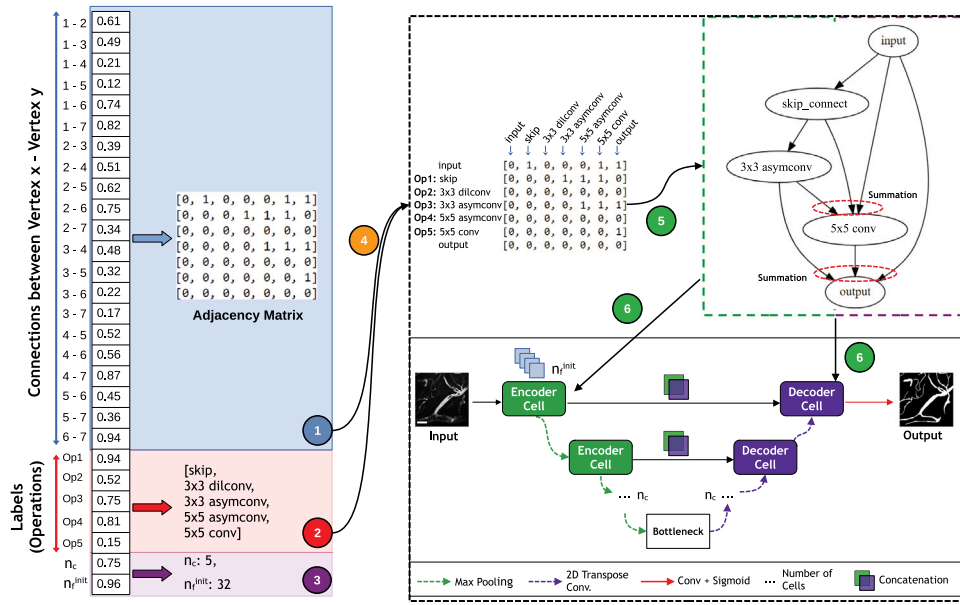 Connections between Vertex x - Vertex y
1 - 2 0.61
1 - 3 0.49
1 - 4 0.21
1 - 5 0.12
1 - 6 0.74
1 - 7 0.82
2 - 3 0.39
2 - 4 0.51
2 - 5 0.62
2 - 6 0.75
2 - 7 0.34
3 - 4 0.48
3 - 5 0.32
3 - 6 0.22
3 - 7 0.17
4 - 5 0.52
4 - 6 0.56
4 - 7 0.87
5 - 6 0.45
5 - 7 0.36
6 - 7 0.94
[0, 1, 0, 0, 0, 1, 1]
[0, 0, 0, 1, 1, 1, 0]
[0, 0, 0, 0, 0, 0, 0]
[0, 0, 0, 0, 1, 1, 1]
[0, 0, 0, 0, 0, 0, 0]
[0, 0, 0, 0, 0, 0, 1]
[0, 0, 0, 0, 0, 0, 0]
Adjacency Matrix
1
Labels
(Operations)
Op1 0.94
Op2 0.52
Op3 0.75
Op4 0.81
Op5 0.15
[skip,
3x3 dilconv,
3x3 asymconv,
5x5 asymconv,
5x5 conv]
2
n_c 0.75
n_f^init 0.96
n_c: 5,
n_f^init: 32
3
4
input
skip
3x3 dilconv
3x3 asymconv
5x5 asymconv
5x5 conv
output
input [0, 1, 0, 0, 0, 1, 1]
Op1: skip [0, 0, 0, 1, 1, 1, 0]
Op2: 3x3 dilconv [0, 0, 0, 0, 0, 0, 0]
Op3: 3x3 asymconv [0, 0, 0, 0, 1, 1, 1]
Op4: 5x5 asymconv [0, 0, 0, 0, 0, 0, 0]
Op5: 5x5 conv [0, 0, 0, 0, 0, 0, 1]
output [0, 0, 0, 0, 0, 0, 0]
5
input
skip_connect
3x3 asymconv
Summation
5x5 conv
Summation
output
6
6
n_f^init
Input
Encoder
Cell
Decoder
Cell
Output
Encoder
Cell
Decoder
Cell
... n_c
n_c ...
Bottleneck
Max Pooling
2D Transpose
Conv.
Conv + Sigmoid
... Number of
Cells
Concatenation